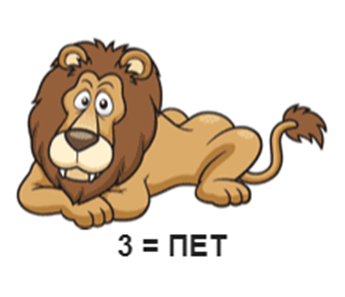 3 = ПЕТ